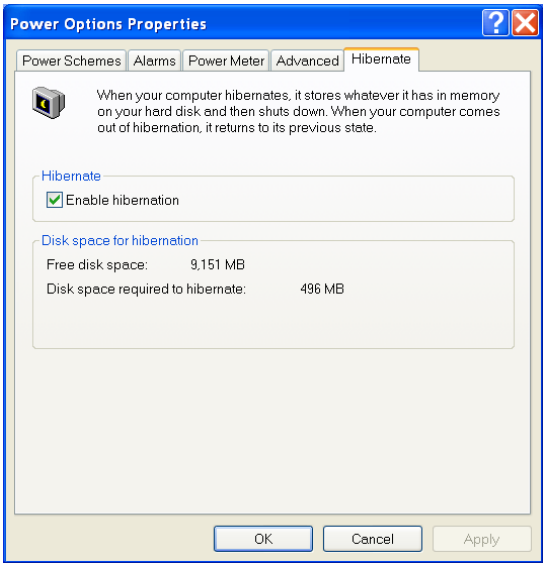 Power Options Properties
?
Power Schemes Alarms Power Meter Advanced Hibernate
When your computer hibernates, it stores whatever it has in memory
on your hard disk and then shuts down. When your computer comes
out of hibernation, it returns to its previous state.
Hibernate
Enable hibernation
Disk space for hibernation
Free disk space: 9,151 MB
Disk space required to hibernate: 496 MB
OK Cancel Apply